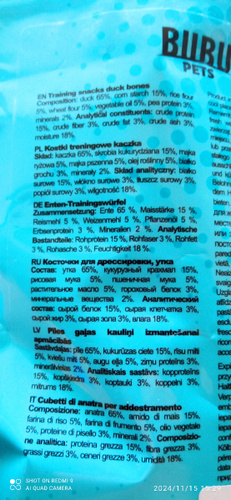 BUBU
PETS
EN Training snacks duck bones
Composition: duck 65%, corn starch 15%, rice flour
5%, wheat flour 5%, vegetable oil 5%, pea protein 3%,
minerals 2%. Analytical constituents: crude protein
15%, crude fiber 3%, crude fat 3%, crude ash 3%,
moisture 18%.
PL Kostki treningowe kaczka
Skład: kaczka 65%, skrobia kukurydziana 15%, mąka
ryżowa 5%, mąka pszenna 5%, olej roślinny 5%, białko
grochu 3%, minerały 2%. Skład analityczny: białko
surowe 15%, włókno surowe 3%, tłuszcz surowy 3%,
popiół surowy 3%, wilgotność 18%.
DE Enten-Trainingswürfel
Zusammensetzung: Ente 65 %, Maisstärke 15 %,
Reismehl 5 %, Weizenmehl 5 %, Pflanzenöl 5 %,
Erbsenprotein 3 %, Mineralien 2 %. Analytische
Bestandteile: Rohprotein 15 %, Rohfaser 3 %, Rohfett
3 %, Rohasche 3 %, Feuchtigkeit 18 %.
RU Косточки для дрессировки, утка
Состав: утка 65%, кукурузный крахмал 15%,
рисовая мука 5%, пшеничная мука 5%,
растительное масло 5%, гороховый белок 3%,
минеральные вещества 2%. Аналитический
состав: сырой белок 15%, сырая клетчатка 3%,
сырой жир 3%, сырая зола 3%, влага 18%.
LV Pīles gaļas kauliņi izmantošanai
apmācībās
Sastāvdaļas: pīle 65%, kukurūzas ciete 15%, rīsu milti
5%, kviešu milti 5%, augu eļļa 5%, zirņu proteīns 3%,
minerālvielas 2%. Analītiskais sastāvs: kopproteīns
15%, kopšķiedra 3%, koptauki 3%, koppelni 3%,
mitrums 18%.
IT Cubetti di anatra per addestramento
Composizione: anatra 65%, amido di mais 15%,
farina di riso 5%, farina di frumento 5%, olio vegetale
5%, proteine di pisello 3%, minerali 2%. Composizio-
ne analitica: proteina grezza 15%, fibra grezza 3%,
grassi grezzi 3%, ceneri grezze 3%, umidità 18%.
SHOT ON REDMI 9
AI QUAD CAMERA
2024/11/15 15:29